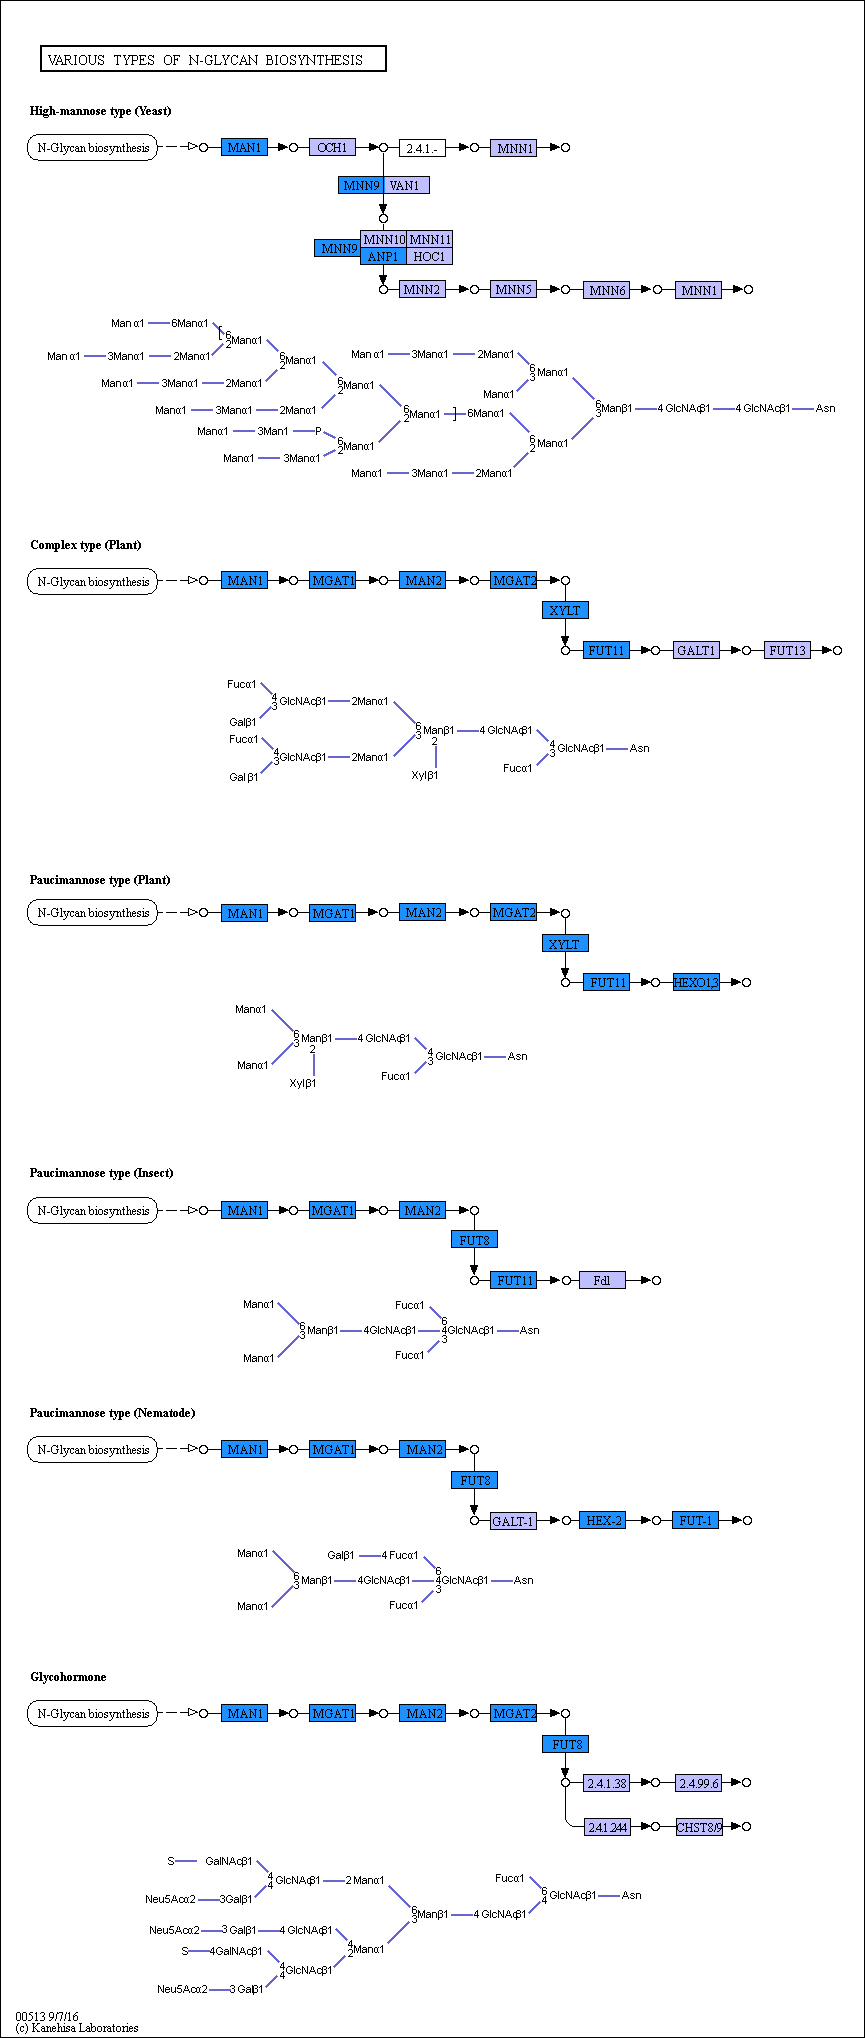 VARIOUS TYPES OF N-GLYCAN BIOSYNTHESIS
High-mannose type (Yeast)
N-Glycan biosynthesis MAN1 OCH1 2.4.1.- MNN1
MNN9 VAN1
MNN10 MNN11
MNN9
ANP1 HOC1
MNN2 MNN5 MNN6 MNN1
Man α1 6Manα1
[ 6 2 Manα1
Man α1 3Manα1 2Manα1
6 2 Manα1
Man α1 3Manα1 2Manα1
6 3 Manα1
Manα1 3Manα1 2Manα1
6 2 Manα1
Manα1
Manα1 3Manα1 2Manα1
6 2 Manα1 ] 6Manα1
6 3 Manβ1 4 GlcNAcβ1 4 GlcNAcβ1 Asn
Manα1 3Man1 P
6 2 Manα1
6 2 Manα1
Manα1 3Manα1
Manα1 3Manα1 2Manα1
Complex type (Plant)
N-Glycan biosynthesis MAN1 MGAT1 MAN2 MGAT2
XYLT
FUT11 GALT1 FUT13
Fucα1
4 3 GlcNAcβ1 2Manα1
Galβ1
6 3 Manβ1 4 GlcNAcβ1
2
Fucα1
4 3 GlcNAcβ1 Asn
4 3 GlcNAcβ1 2Manα1
Fucα1
Galβ1
Xylβ1
Paucimannose type (Plant)
N-Glycan biosynthesis MAN1 MGAT1 MAN2 MGAT2
XYLT
FUT11 HEXO1,3
Manα1
6 3 Manβ1 4 GlcNAcβ1
2
4 3 GlcNAcβ1 Asn
Manα1
Fucα1
Xylβ1
Paucimannose type (Insect)
N-Glycan biosynthesis MAN1 MGAT1 MAN2
FUT8
FUT11 Fdl
Manα1 Fucα1
6 3 Manβ1 4GlcNAcβ1 6 4 3 GlcNAcβ1 Asn
Manα1 Fucα1
Paucimannose type (Nematode)
N-Glycan biosynthesis MAN1 MGAT1 MAN2
FUT8
GALT-1 HEX-2 FUT-1
Manα1 Galβ1 4 Fucα1
6 3 Manβ1 4GlcNAcβ1 6 4 3 GlcNAcβ1 Asn
Manα1 Fucα1
Glycohormone
N-Glycan biosynthesis MAN1 MGAT1 MAN2 MGAT2
FUT8
2.4.1.38 2.4.99.6
2.4.1.244 CHST8/9
S GalNAcβ1
4 4 GlcNAcβ1 2 Manα1
Fucα1
Neu5Acα2 3Galβ1
6 4 GlcNAcβ1 Asn
6 3 Manβ1 4 GlcNAcβ1
Neu5Acα2 3 Galβ1 4 GlcNAcβ1
4 2 Manα1
S 4GalNAcβ1
4 4 GlcNAcβ1
Neu5Acα2 3 Galβ1
00513 9/7/16
(c) Kanehisa Laboratories